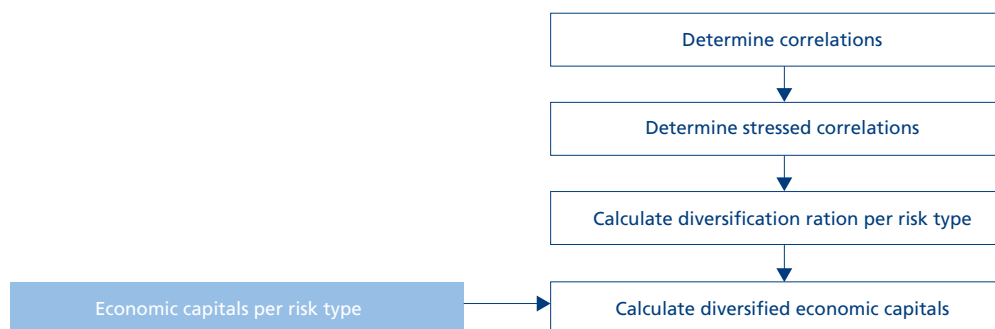 Determine correlations
Determine stressed correlations
Calculate diversification ration per risk type
Economic capitals per risk type
Calculate diversified economic capitals